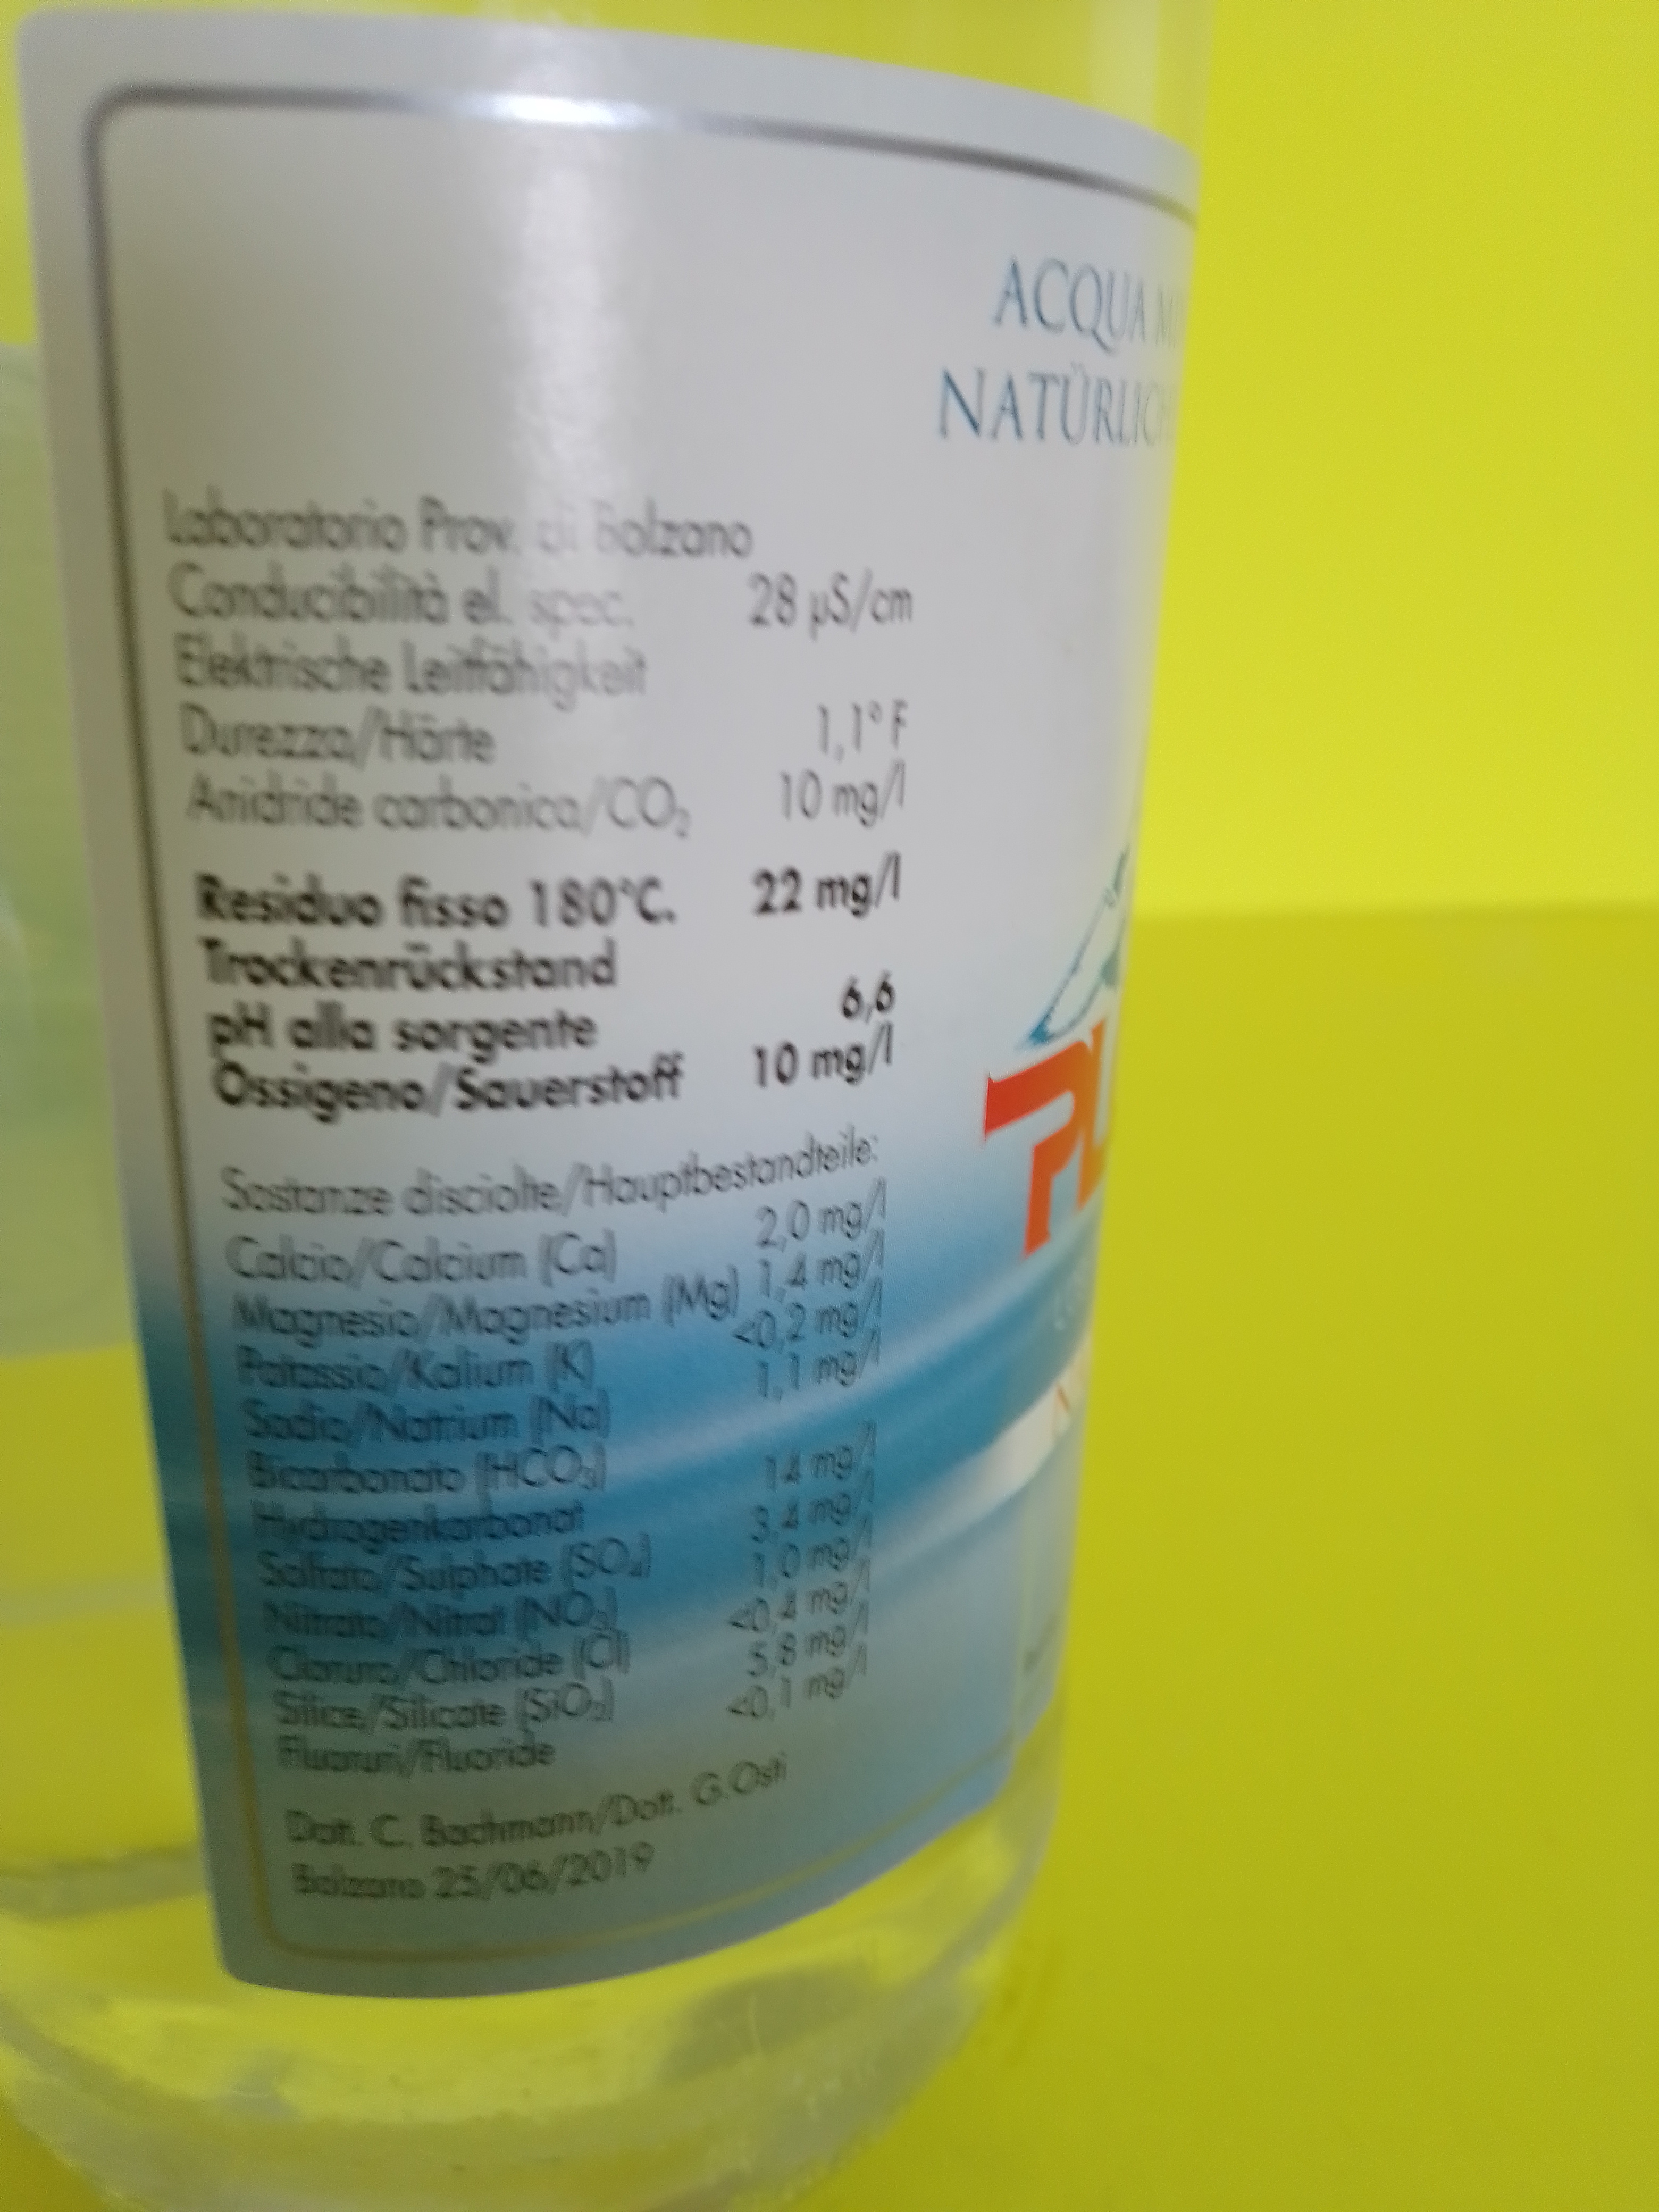 ACQUA M
NATÜRLICH
Laboratorio Prov. di Bolzano
Conducibilità el. spec. 28 µS/cm
Elektrische Leitfähigkeit
Durezza/Härte 1,1° F
Anidride carbonica/CO₂ 10 mg/l
Residuo fisso 180°C. 22 mg/l
Trockenrückstand
pH alla sorgente 6,6
Ossigeno/Sauerstoff 10 mg/l
PL
Sostanze disciolte/Hauptbestandteile:
Calcio/Calcium (Ca) 2,0 mg/l
Magnesio/Magnesium (Mg) 1,4 mg/l
Potassio/Kalium (K) <0,2 mg/l
Sodio/Natrium (Na) 1,1 mg/l
Bicarbonato (HCO₃) 14 mg/l
Hydrogenkarbonat
Solfato/Sulphate (SO₄) 3,4 mg/l
Nitrato/Nitrat (NO₃) 1,0 mg/l
Cloruro/Chloride (Cl) <0,4 mg/l
Silice/Silicate (SiO₂) 5,8 mg/l
Fluoruri/Fluoride <0,1 mg/l
Dott. C. Bachmann/Dott. G.Osti
Bolzano 25/06/2019